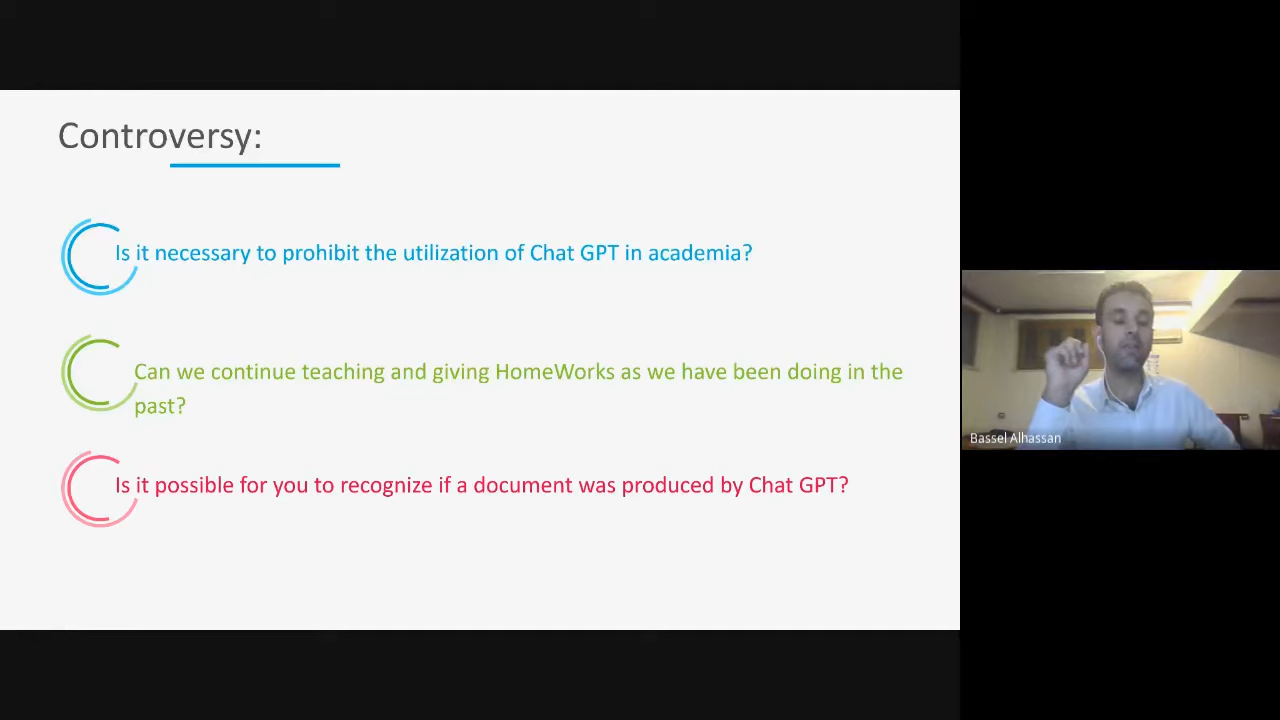 Controversy:
Is it necessary to prohibit the utilization of Chat GPT in academia?
Can we continue teaching and giving HomeWorks as we have been doing in the
past?
Is it possible for you to recognize if a document was produced by Chat GPT?
Bassel Alhassan